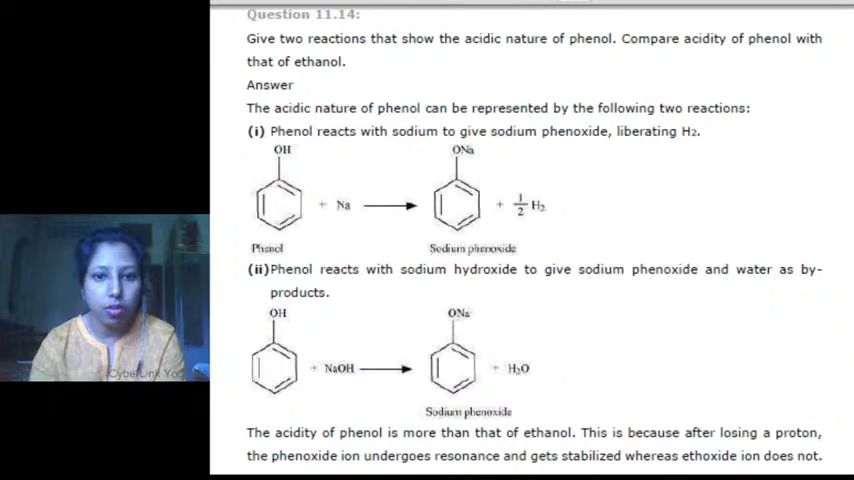 Question 11.14:
Give two reactions that show the acidic nature of phenol. Compare acidity of phenol with
that of ethanol.
Answer
The acidic nature of phenol can be represented by the following two reactions:
(i) Phenol reacts with sodium to give sodium phenoxide, liberating H₂.
OH ONa
+ Na + 1/2 H₂
Phenol Sodium phenoxide
(ii)Phenol reacts with sodium hydroxide to give sodium phenoxide and water as by-
products.
OH ONa
+ NaOH + H₂O
Sodium phenoxide
The acidity of phenol is more than that of ethanol. This is because after losing a proton,
the phenoxide ion undergoes resonance and gets stabilized whereas ethoxide ion does not.
CyberLink